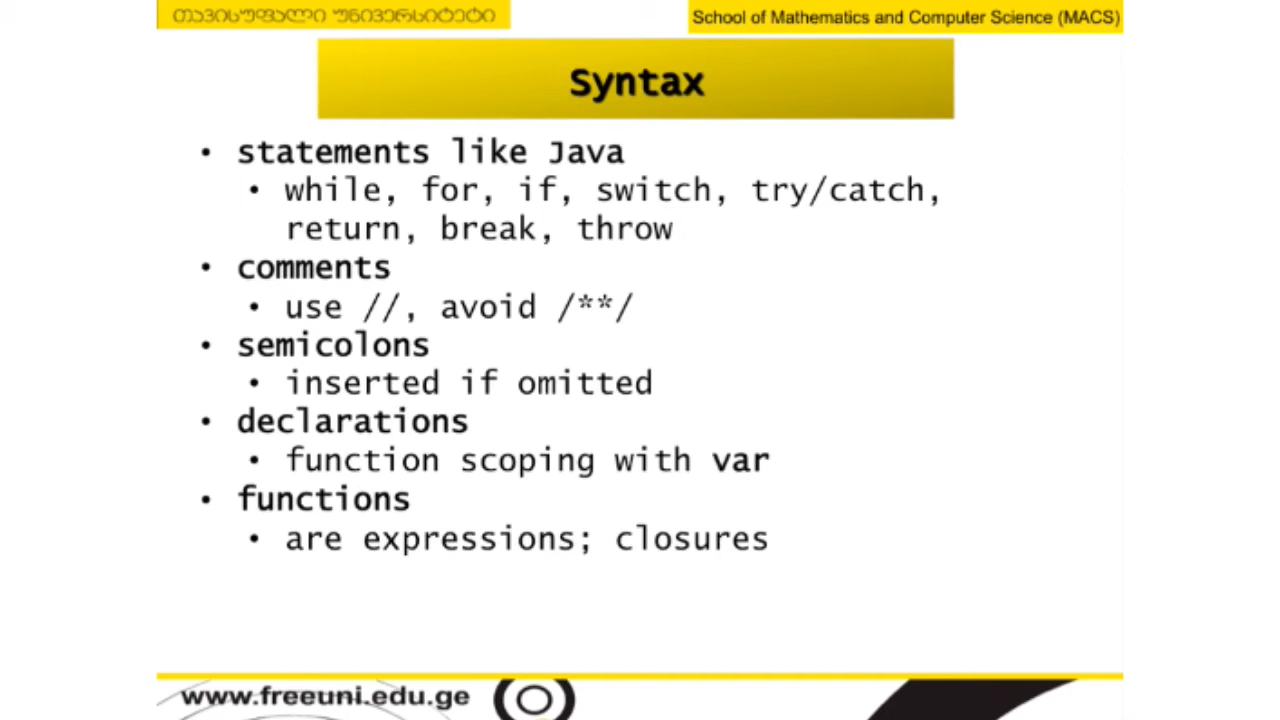 თავისუფალი უნივერსიტეტი
School of Mathematics and Computer Science (MACS)
Syntax
• statements like Java
• while, for, if, switch, try/catch,
return, break, throw
• comments
• use //, avoid /**/
• semicolons
• inserted if omitted
• declarations
• function scoping with var
• functions
• are expressions; closures
www.freeuni.edu.ge